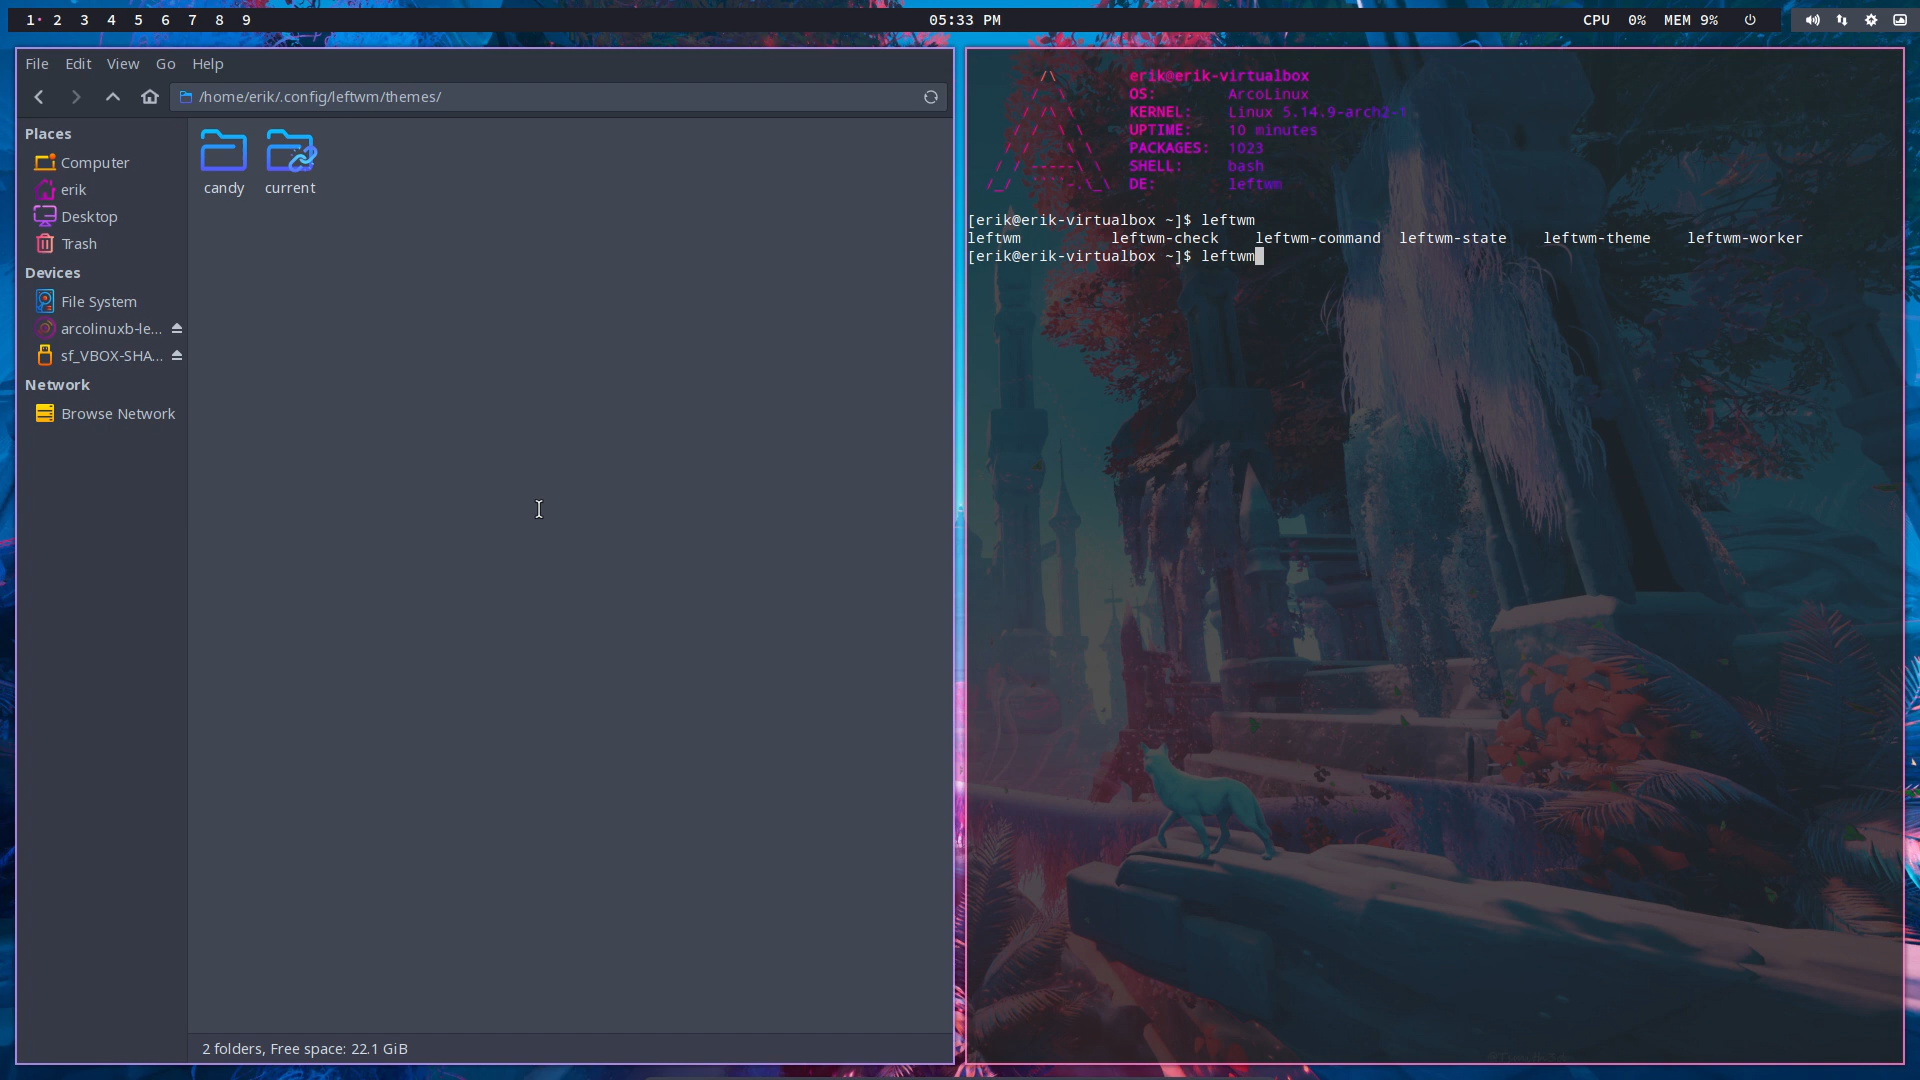 1 2 3 4 5 6 7 8 9
05:33 PM
CPU 0% MEM 9%
File Edit View Go Help
/home/erik/.config/leftwm/themes/
Places
Computer
erik
Desktop
Trash
Devices
File System
arcolinuxb-le...
sf_VBOX-SHA...
Network
Browse Network
candy
current
2 folders, Free space: 22.1 GiB
erik@erik-virtualbox
OS: ArcoLinux
KERNEL: Linux 5.14.9-arch2-1
UPTIME: 10 minutes
PACKAGES: 1023
SHELL: bash
DE: leftwm
[erik@erik-virtualbox ~]$ leftwm
leftwm leftwm-check leftwm-command leftwm-state leftwm-theme leftwm-worker
[erik@erik-virtualbox ~]$ leftwm